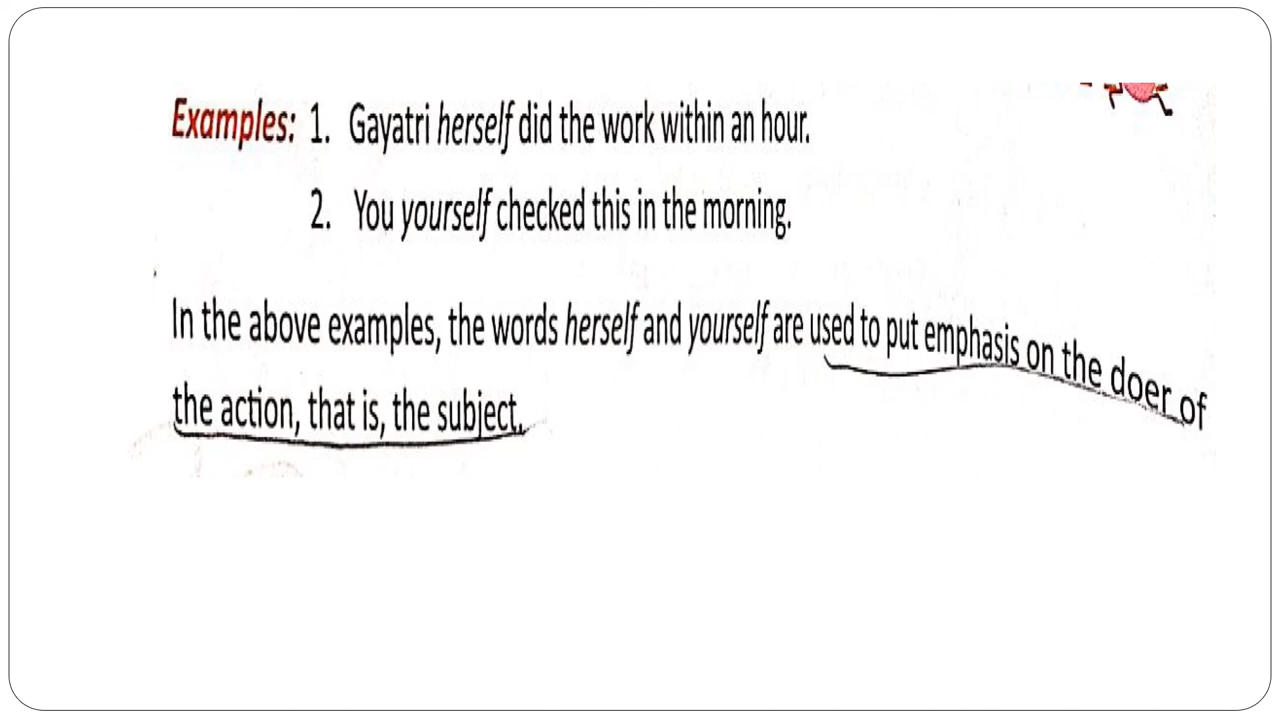 Examples: 1. Gayatri herself did the work within an hour.
2. You yourself checked this in the morning.
In the above examples, the words herself and yourself are used to put emphasis on the doer of
the action, that is, the subject.